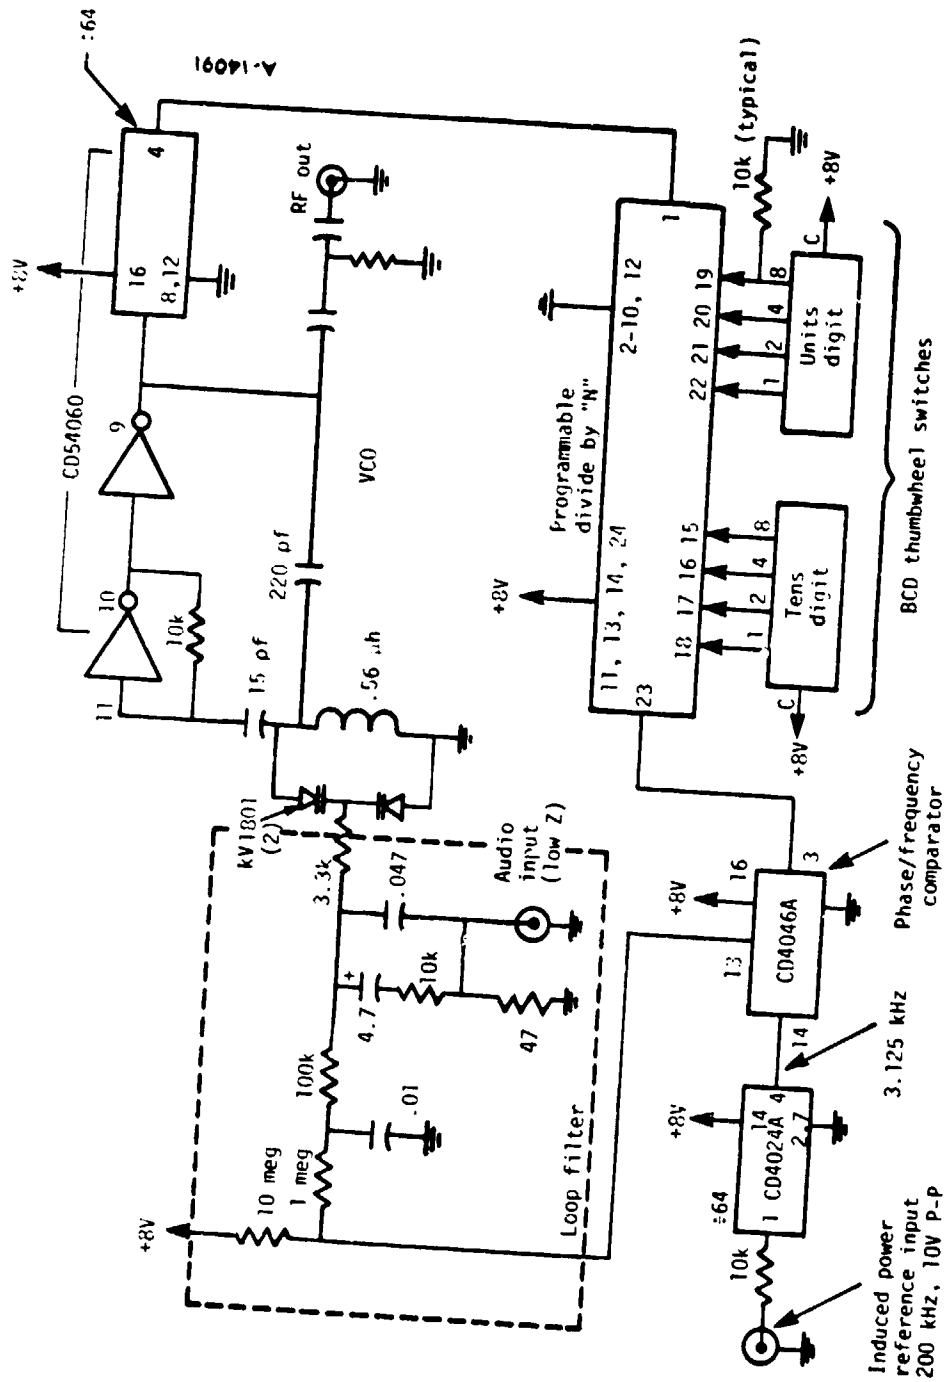 ÷64
A-14091
+8V
CD54060
16
8,12
4
9
10
11
10k
15 pf
220 pf
.56 µh
VCO
RF out
kV1801
(2)
3.3k
.047
Audio
input
(low Z)
+
4.7
10k
47
100k
.01
1 meg
10 meg
+8V
Loop filter
Programmable
divide by "N"
+8V
11, 13, 14, 24
2-10, 12
1
23
18 17 16 15
22 21 20 19
1 2 4 8
1 2 4 8
Tens
digit
Units
digit
C
+8V
C
+8V
10k (typical)
BCD thumbwheel switches
+8V
16
13
3
14
CD4046A
Phase/frequency
comparator
3.125 kHz
+8V
÷64
14
4
2,7
1 CD4024A
10k
Induced power
reference input
200 kHz, 10V P-P